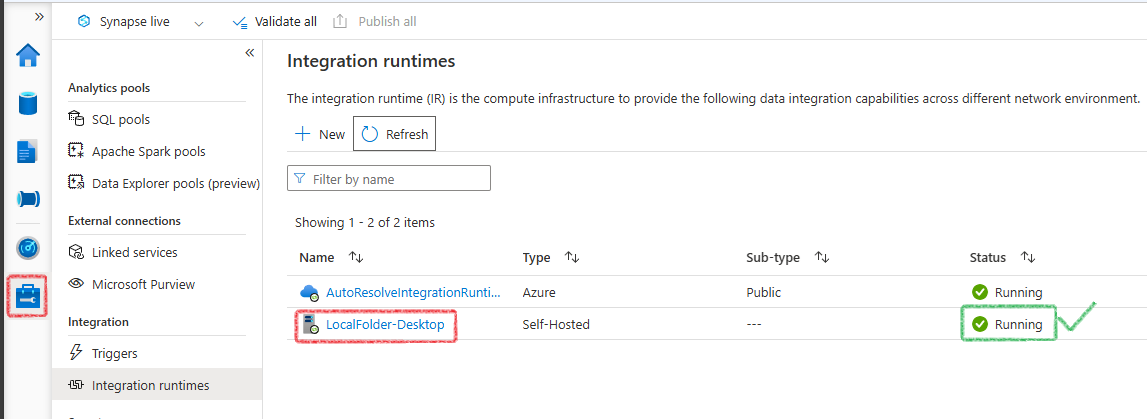 Synapse live Validate all Publish all
Analytics pools
SQL pools
Apache Spark pools
Data Explorer pools (preview)
External connections
Linked services
Microsoft Purview
Integration
Triggers
Integration runtimes
Integration runtimes
The integration runtime (IR) is the compute infrastructure to provide the following data integration capabilities across different network environment.
New Refresh
Filter by name
Showing 1 - 2 of 2 items
Name Type Sub-type Status
AutoResolveIntegrationRunti... Azure Public Running
LocalFolder-Desktop Self-Hosted --- Running